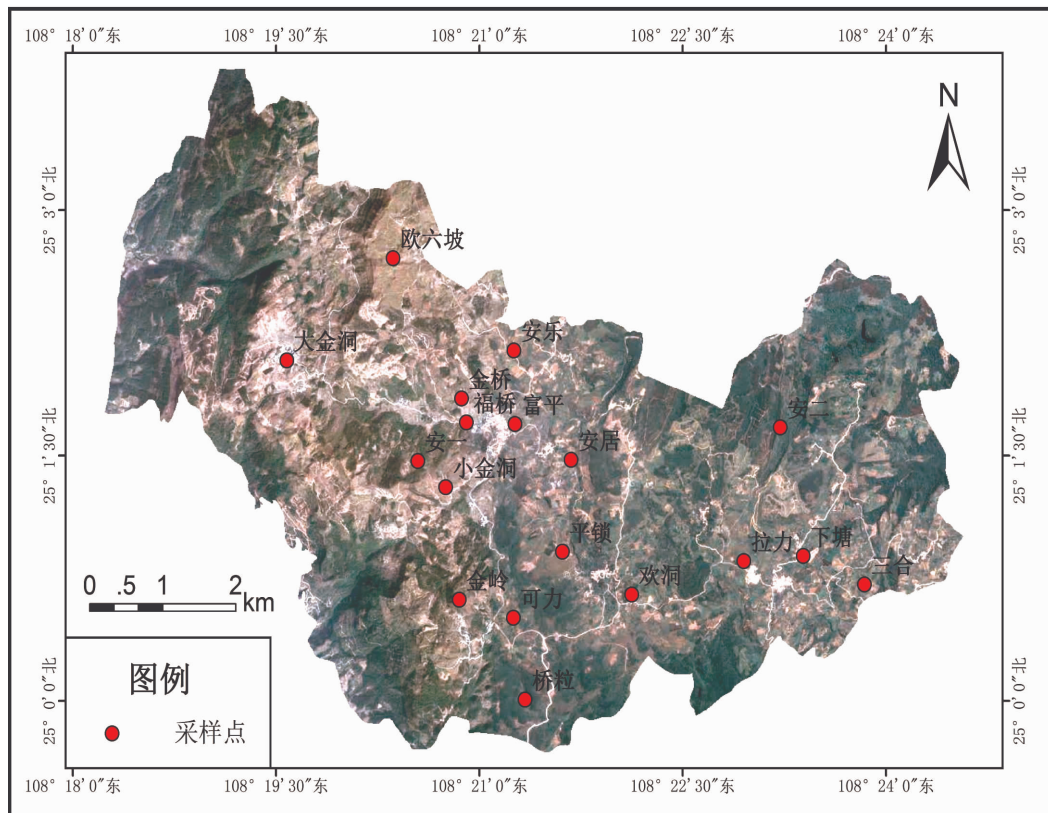 108° 18'0"东
108° 19'30"东
108° 21'0"东
108° 22'30"东
108° 24'0"东
N
25° 3'0"北
25° 3'0"北
欧六坡
安乐
大金洞
金桥
福桥
富平
安二
25° 1'30"北
25° 1'30"北
安一
安居
小金洞
平锁
拉力
下塘
三合
金岭
可力
欢洞
0 .5 1 2
km
桥粒
25° 0'0"北
25° 0'0"北
图例
采样点
108° 18'0"东
108° 19'30"东
108° 21'0"东
108° 22'30"东
108° 24'0"东